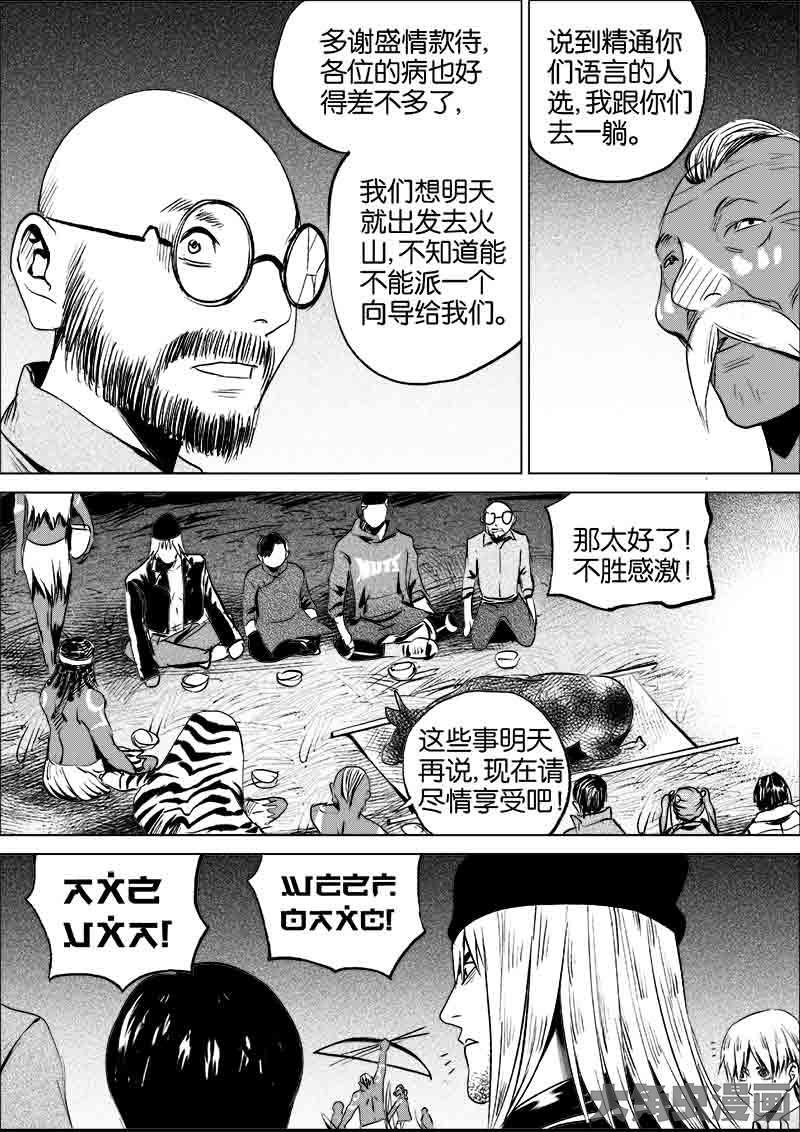 多谢盛情款待,
各位的病也好
得差不多了,
我们想明天
就出发去火
山,不知道能
不能派一个
向导给我们。
说到精通你
们语言的人
选,我跟你们
去一躺。
那太好了!
不胜感激!
NUTS
这些事明天
再说,现在请
尽情享受吧!